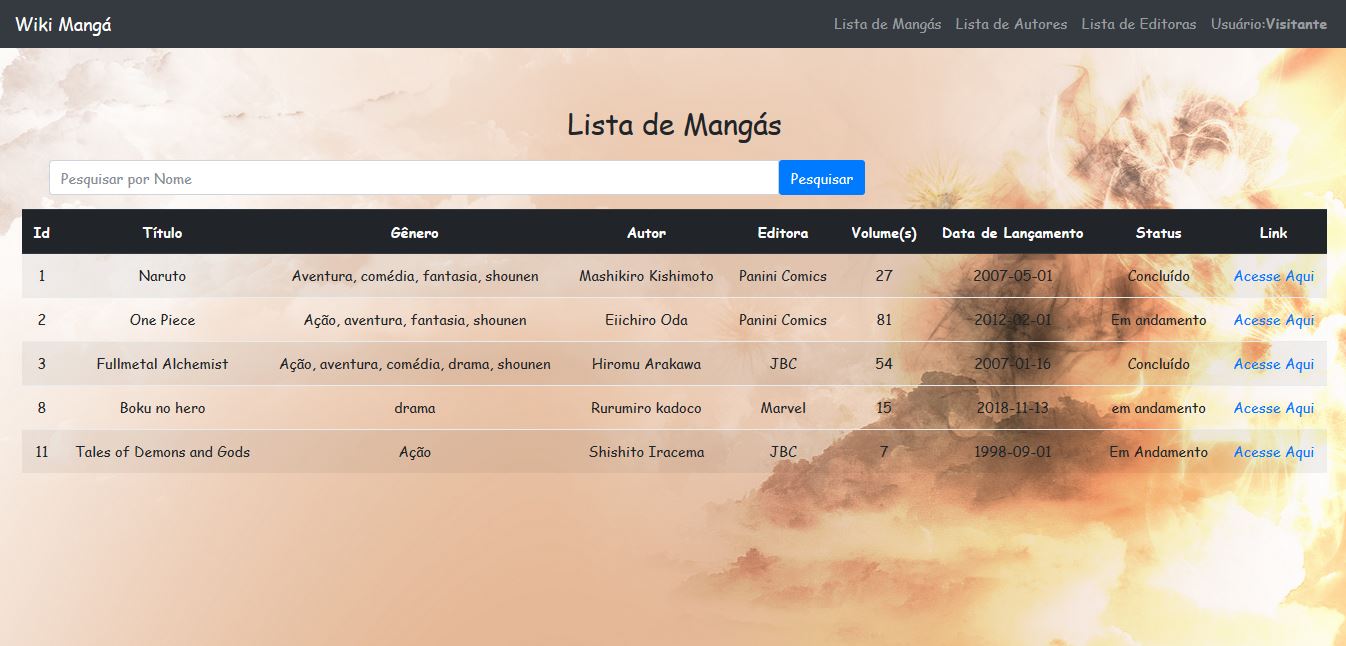 Wiki Mangá Lista de Mangás Lista de Autores Lista de Editoras Usuário:Visitante
Lista de Mangás
Pesquisar por Nome Pesquisar
Id Título Gênero Autor Editora Volume(s) Data de Lançamento Status Link
1 Naruto Aventura, comédia, fantasia, shounen Mashikiro Kishimoto Panini Comics 27 2007-05-01 Concluído Acesse Aqui
2 One Piece Ação, aventura, fantasia, shounen Eiichiro Oda Panini Comics 81 2012-02-01 Em andamento Acesse Aqui
3 Fullmetal Alchemist Ação, aventura, comédia, drama, shounen Hiromu Arakawa JBC 54 2007-01-16 Concluído Acesse Aqui
8 Boku no hero drama Rurumiro kadoco Marvel 15 2018-11-13 em andamento Acesse Aqui
11 Tales of Demons and Gods Ação Shishito Iracema JBC 7 1998-09-01 Em Andamento Acesse Aqui